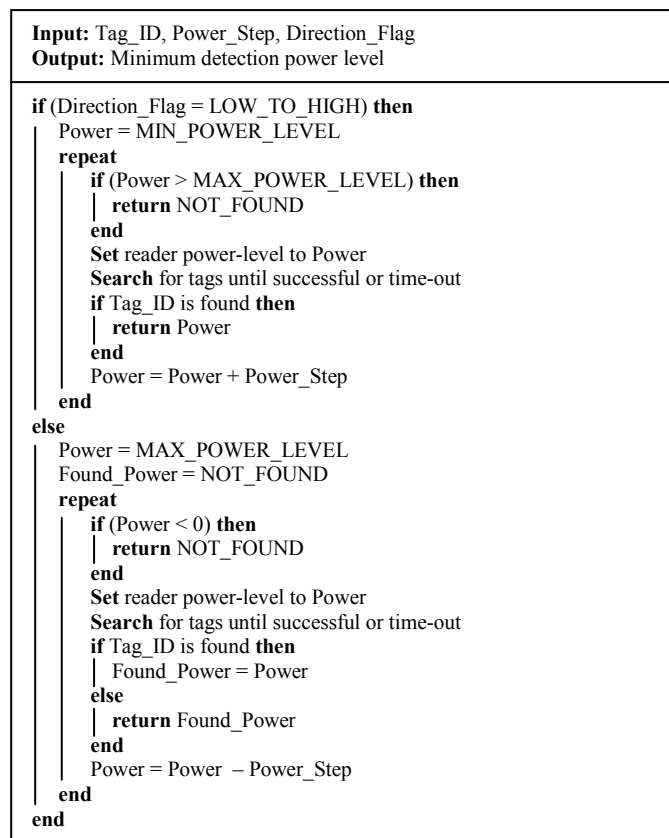 Input: Tag_ID, Power_Step, Direction_Flag
Output: Minimum detection power level
if (Direction_Flag = LOW_TO_HIGH) then
Power = MIN_POWER_LEVEL
repeat
if (Power > MAX_POWER_LEVEL) then
return NOT_FOUND
end
Set reader power-level to Power
Search for tags until successful or time-out
if Tag_ID is found then
return Power
end
Power = Power + Power_Step
end
else
Power = MAX_POWER_LEVEL
Found_Power = NOT_FOUND
repeat
if (Power < 0) then
return NOT_FOUND
end
Set reader power-level to Power
Search for tags until successful or time-out
if Tag_ID is found then
Found_Power = Power
else
return Found_Power
end
Power = Power – Power_Step
end
end